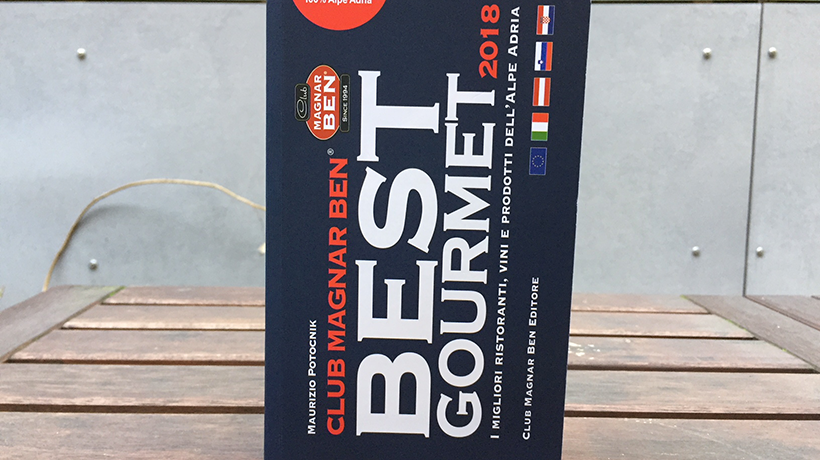 100% Alpe Adria
Club
MAGNAR
BEN®
SINCE 1994
MAURIZIO POTOCNIK
CLUB MAGNAR BEN®
BEST
GOURMET
2018
I MIGLIORI RISTORANTI, VINI E PRODOTTI DELL'ALPE ADRIA
CLUB MAGNAR BEN EDITORE